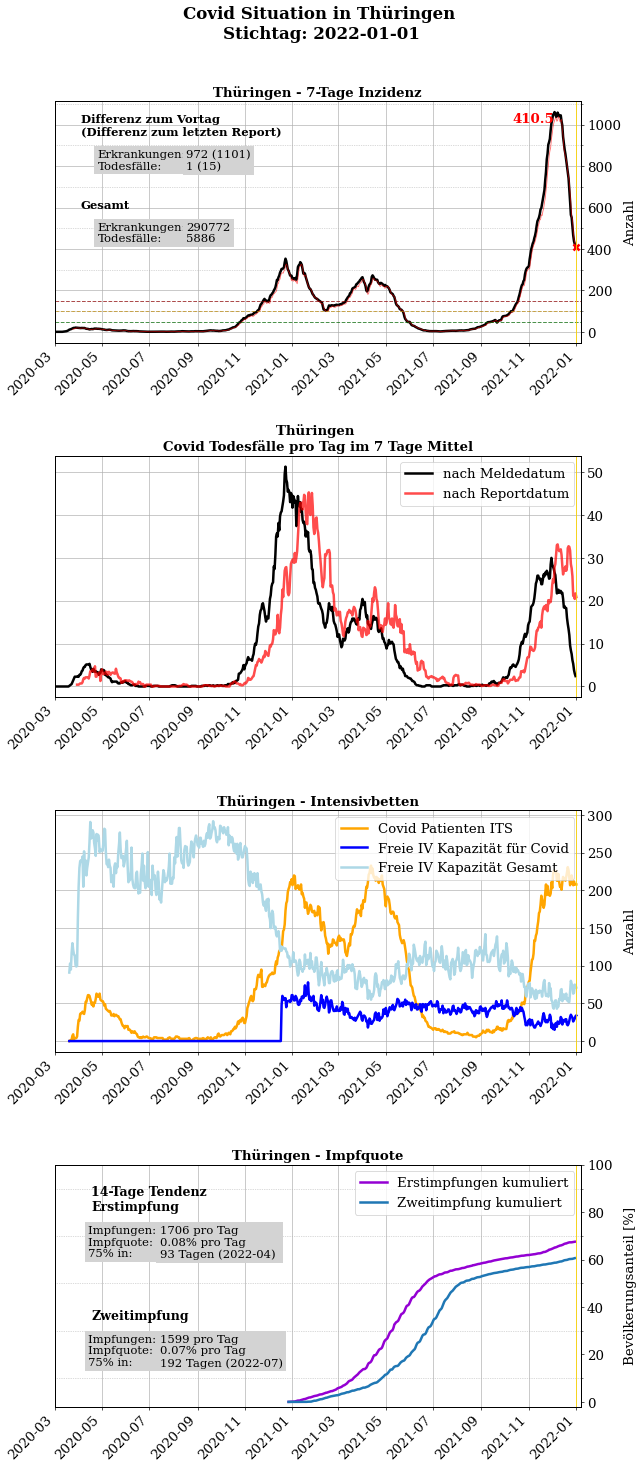 Covid Situation in Thüringen
Stichtag: 2022-01-01
Thüringen - 7-Tage Inzidenz
Differenz zum Vortag
(Differenz zum letzten Report)
Erkrankungen 972 (1101)
Todesfälle: 1 (15)
Gesamt
Erkrankungen 290772
Todesfälle: 5886
410.5
1000
800
600
400
200
0
Anzahl
2020-03 2020-05 2020-07 2020-09 2020-11 2021-01 2021-03 2021-05 2021-07 2021-09 2021-11 2022-01
Thüringen
Covid Todesfälle pro Tag im 7 Tage Mittel
nach Meldedatum
nach Reportdatum
50
40
30
20
10
0
2020-03 2020-05 2020-07 2020-09 2020-11 2021-01 2021-03 2021-05 2021-07 2021-09 2021-11 2022-01
Thüringen - Intensivbetten
Covid Patienten ITS
Freie IV Kapazität für Covid
Freie IV Kapazität Gesamt
300
250
200
150
100
50
0
Anzahl
2020-03 2020-05 2020-07 2020-09 2020-11 2021-01 2021-03 2021-05 2021-07 2021-09 2021-11 2022-01
Thüringen - Impfquote
14-Tage Tendenz
Erstimpfung
Impfungen: 1706 pro Tag
Impfquote: 0.08% pro Tag
75% in: 93 Tagen (2022-04)
Zweitimpfung
Impfungen: 1599 pro Tag
Impfquote: 0.07% pro Tag
75% in: 192 Tagen (2022-07)
Erstimpfungen kumuliert
Zweitimpfung kumuliert
100
80
60
40
20
0
Bevölkerungsanteil [%]
2020-03 2020-05 2020-07 2020-09 2020-11 2021-01 2021-03 2021-05 2021-07 2021-09 2021-11 2022-01